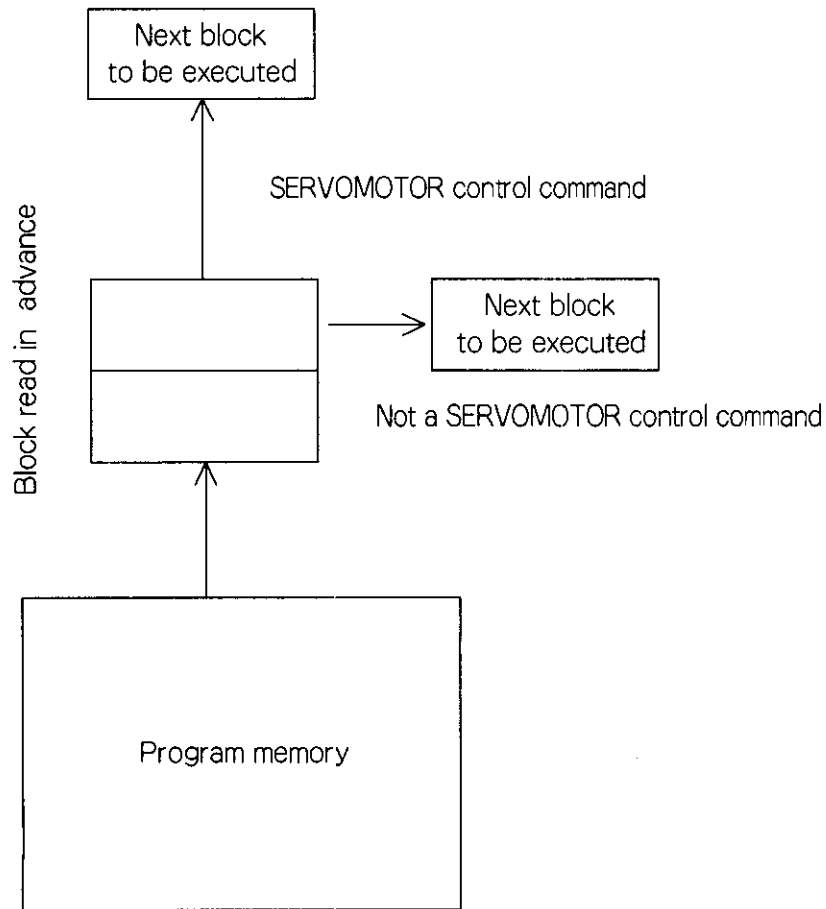 Next block
to be executed
SERVOMOTOR control command
Block read in advance
Next block
to be executed
Not a SERVOMOTOR control command
Program memory